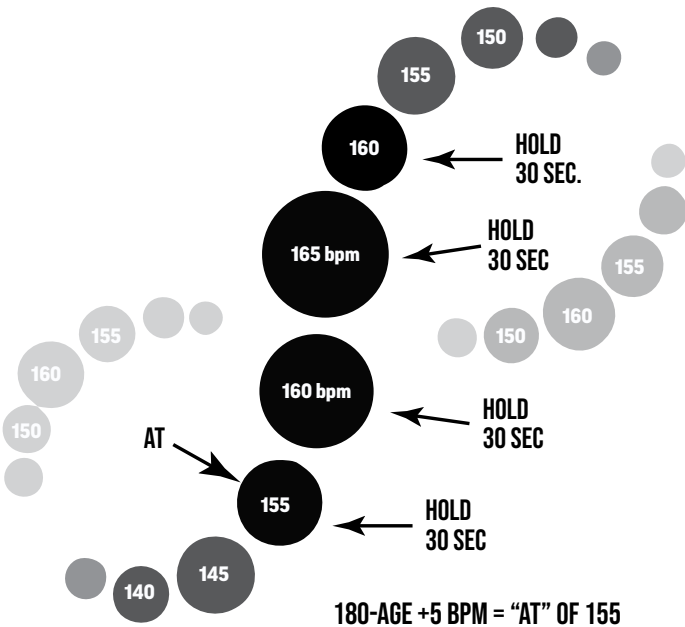 150
155
160
HOLD
30 SEC.
165 bpm
HOLD
30 SEC
155
160
150
155
160
150
160 bpm
HOLD
30 SEC
AT
155
HOLD
30 SEC
145
140
180-AGE +5 BPM = “AT” OF 155